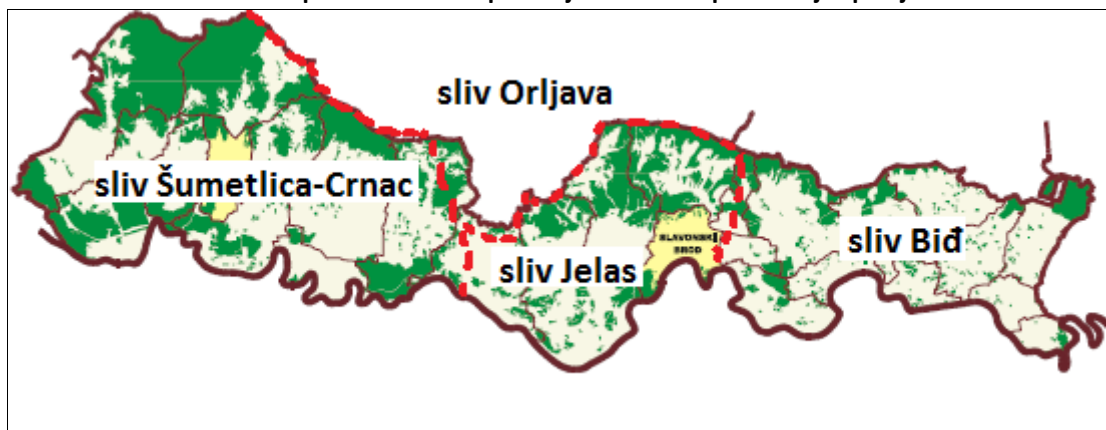 sliv Orljava
sliv Šumetlica-Crnac
SLAVONSKI
BROD
sliv Biđ
sliv Jelas